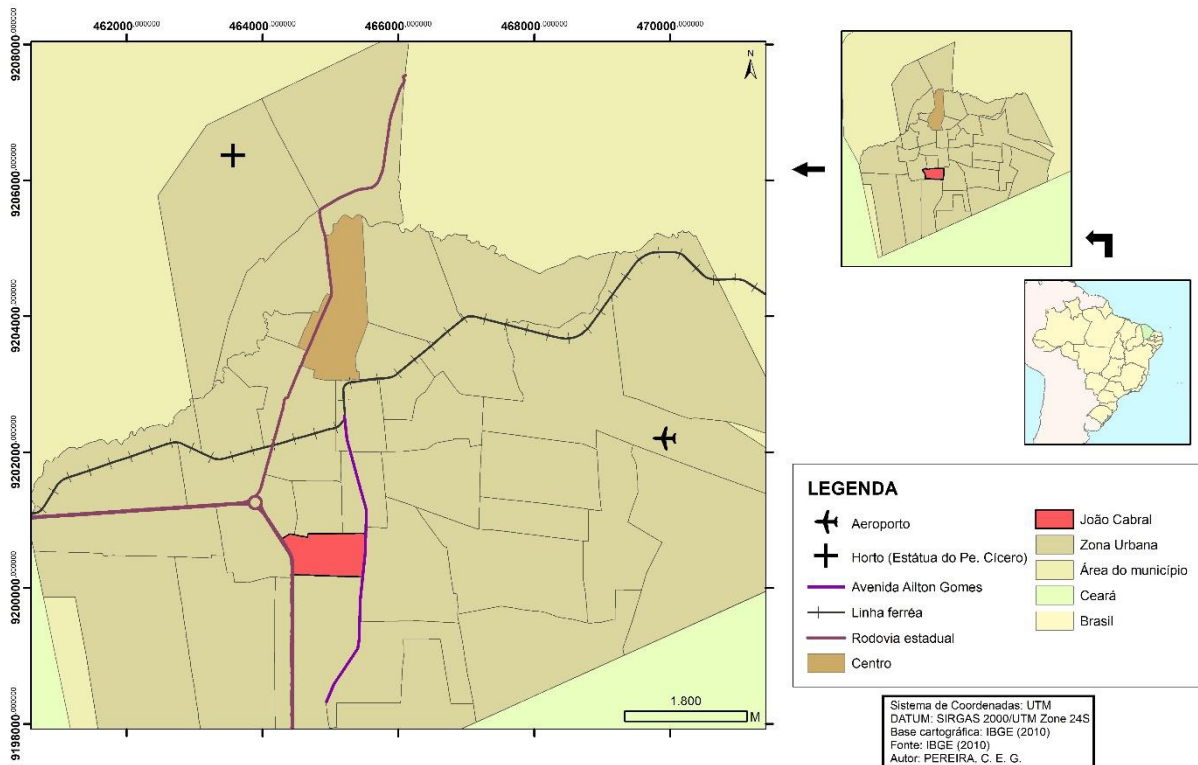 462000,000000 464000,000000 466000,000000 468000,000000 470000,000000
9208000,000000
9206000,000000
9204000,000000
9202000,000000
9200000,000000
9198000,000000
N
1.800
M
LEGENDA
Aeroporto
Horto (Estátua do Pe. Cícero)
Avenida Ailton Gomes
Linha ferréa
Rodovia estadual
Centro
João Cabral
Zona Urbana
Área do município
Ceará
Brasil
Sistema de Coordenadas: UTM
DATUM: SIRGAS 2000/UTM Zone 24S
Base cartográfica: IBGE (2010)
Fonte: IBGE (2010)
Autor: PEREIRA, C. E. G.